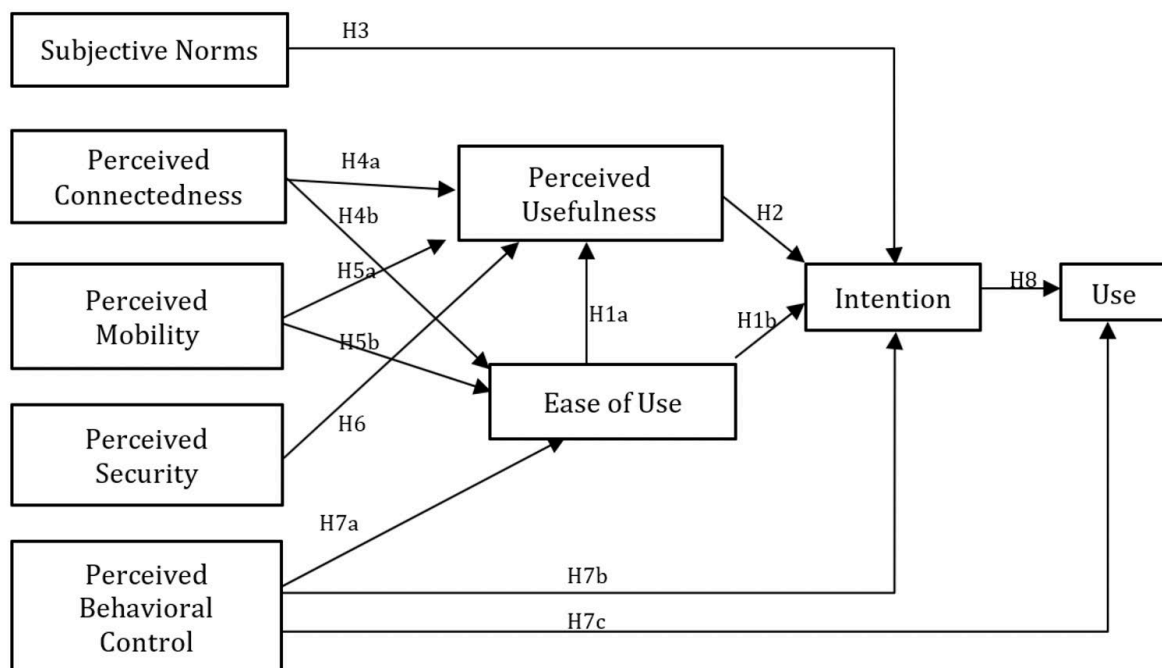 H3
Subjective Norms
Perceived
Connectedness
H4a
H4b
Perceived
Usefulness
H2
Perceived
Mobility
H5a
H5b
H1a
H1b
Intention
H8
Use
Ease of Use
Perceived
Security
H6
H7a
Perceived
Behavioral
Control
H7b
H7c